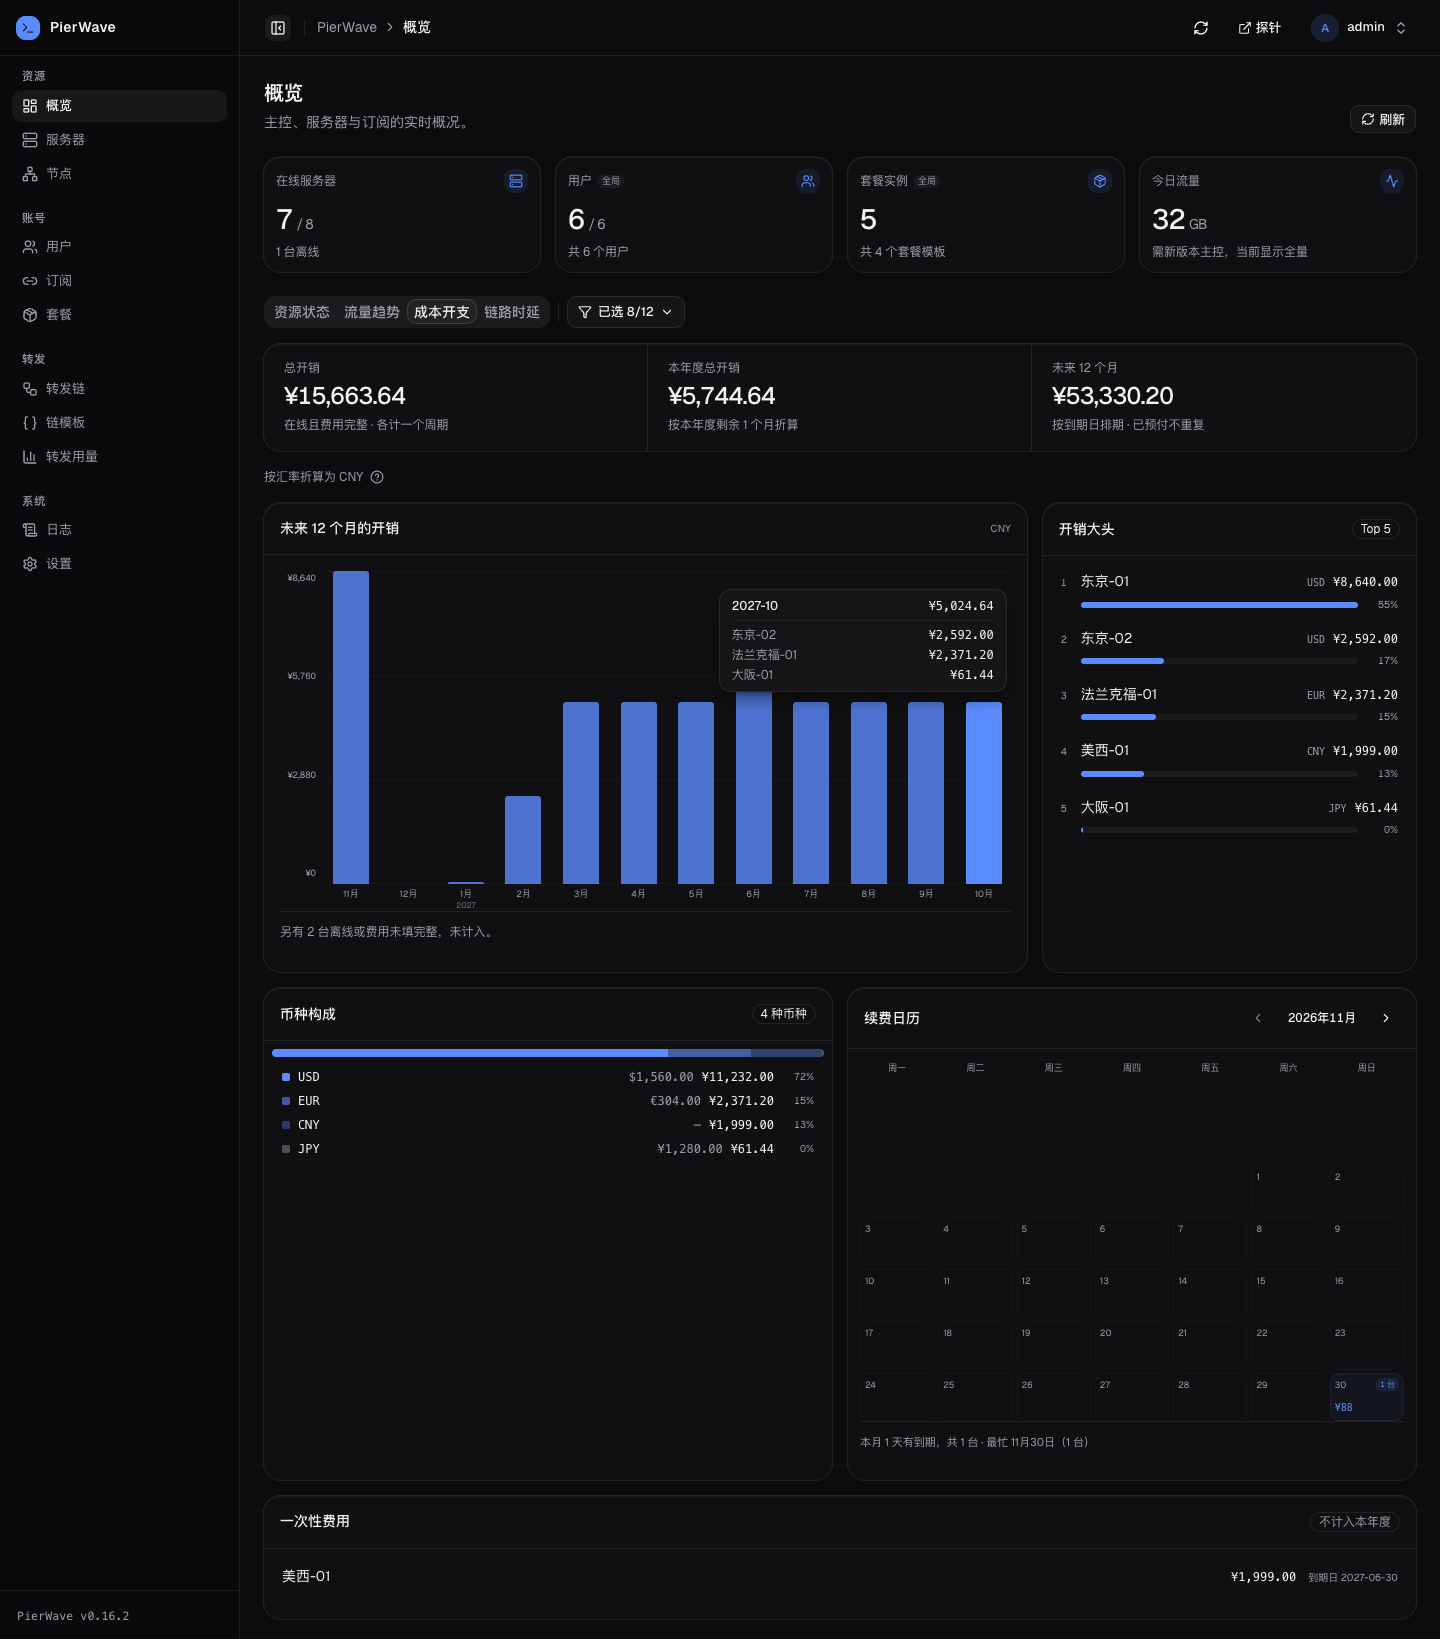 PierWave
PierWave > 概览
探针
A admin
资源
概览
服务器
节点
账号
用户
订阅
套餐
转发
转发链
链模板
转发用量
系统
日志
设置
PierWave v0.16.2
概览
主控、服务器与订阅的实时概况。
刷新
在线服务器
7 / 8
1 台离线
用户 全局
6 / 6
共 6 个用户
套餐实例 全局
5
共 4 个套餐模板
今日流量
32 GB
需新版本主控，当前显示全量
资源状态 流量趋势 成本开支 链路时延
已选 8/12
总开销
¥15,663.64
在线且费用完整 · 各计一个周期
本年度总开销
¥5,744.64
按本年度剩余 1 个月折算
未来 12 个月
¥53,330.20
按到期日排期 · 已预付不重复
按汇率折算为 CNY
未来 12 个月的开销
CNY
¥8,640
¥5,760
¥2,880
¥0
2027-10 ¥5,024.64
东京-02 ¥2,592.00
法兰克福-01 ¥2,371.20
大阪-01 ¥61.44
11月 12月 1月 2月 3月 4月 5月 6月 7月 8月 9月 10月
2027
另有 2 台离线或费用未填完整，未计入。
开销大头
Top 5
1 东京-01 USD ¥8,640.00
55%
2 东京-02 USD ¥2,592.00
17%
3 法兰克福-01 EUR ¥2,371.20
15%
4 美西-01 CNY ¥1,999.00
13%
5 大阪-01 JPY ¥61.44
0%
币种构成
4 种币种
USD $1,560.00 ¥11,232.00 72%
EUR €304.00 ¥2,371.20 15%
CNY — ¥1,999.00 13%
JPY ¥1,280.00 ¥61.44 0%
续费日历
2026年11月
周一 周二 周三 周四 周五 周六 周日
1 2
3 4 5 6 7 8 9
10 11 12 13 14 15 16
17 18 19 20 21 22 23
24 25 26 27 28 29 30 1 台
¥88
本月 1 天有到期，共 1 台 · 最忙 11月30日（1 台）
一次性费用
不计入本年度
美西-01 ¥1,999.00 到期日 2027-06-30